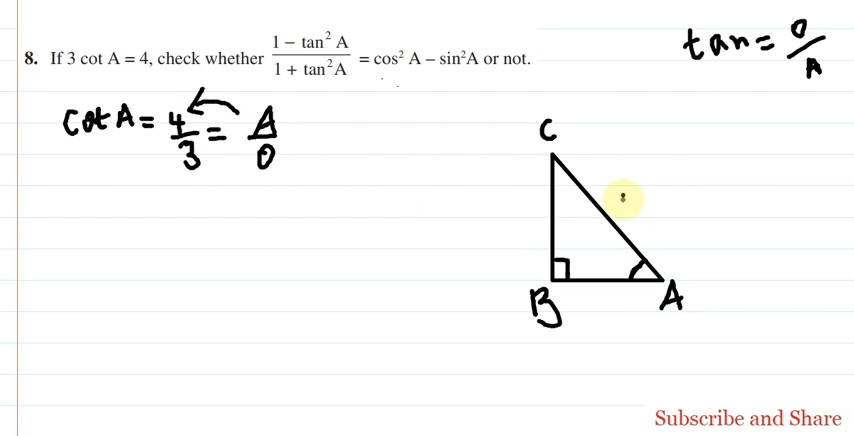 8. If 3 cot A = 4, check whether (1 – tan² A)/(1 + tan²A) = cos² A – sin²A or not.
tan = O/A
cot A = 4/3 = A/O
C
B
A
Subscribe and Share